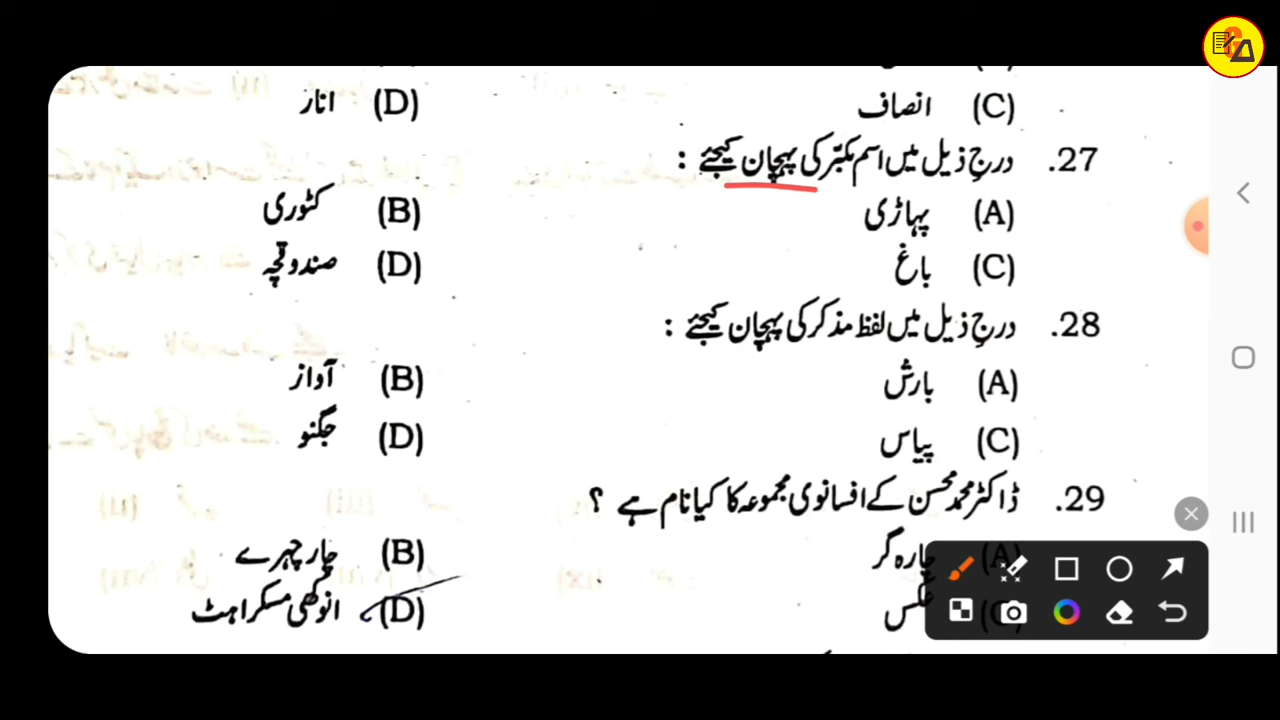 (C) انصاف (D) انار
27. درجِ ذیل میں اسم مکبّر کی پہچان کیجئے :
(A) پہاڑی (B) کٹوری
(C) باغ (D) صندوقچہ
28. درجِ ذیل میں لفظ مذکر کی پہچان کیجئے :
(A) بارش (B) آواز
(C) پیاس (D) جگنو
29. ڈاکٹر محمد محسن کے افسانوی مجموعہ کا کیا نام ہے ؟
(A) چارہ گر (B) چار چہرے
(C) عکس (D) انوکھی مسکراہٹ